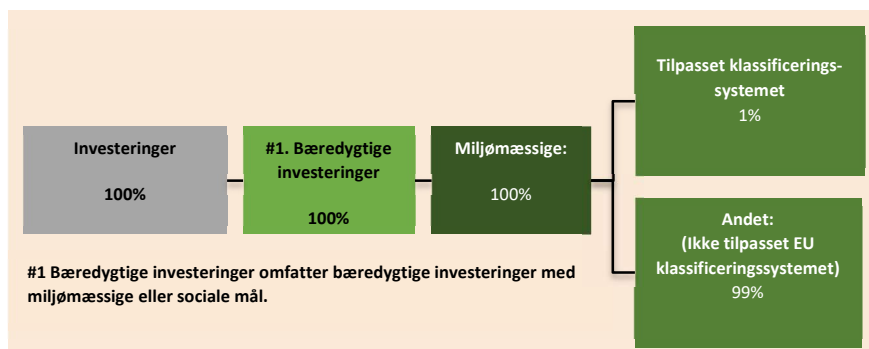 Investeringer
100%
#1. Bæredygtige
investeringer
100%
Miljømæssige:
100%
Tilpasset klassificerings-
systemet
1%
Andet:
(Ikke tilpasset EU
klassificeringssystemet)
99%
#1 Bæredygtige investeringer omfatter bæredygtige investeringer med
miljømæssige eller sociale mål.